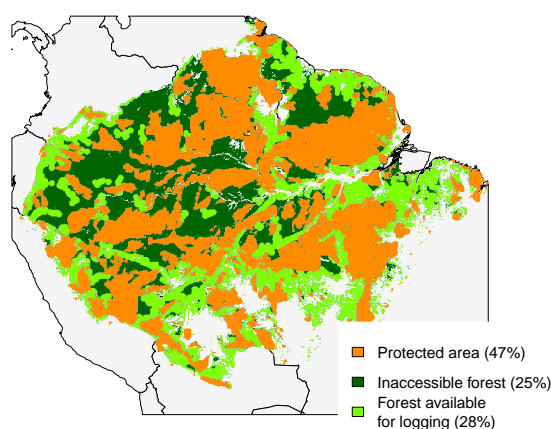 Protected area (47%)
Inaccessible forest (25%)
Forest available
for logging (28%)